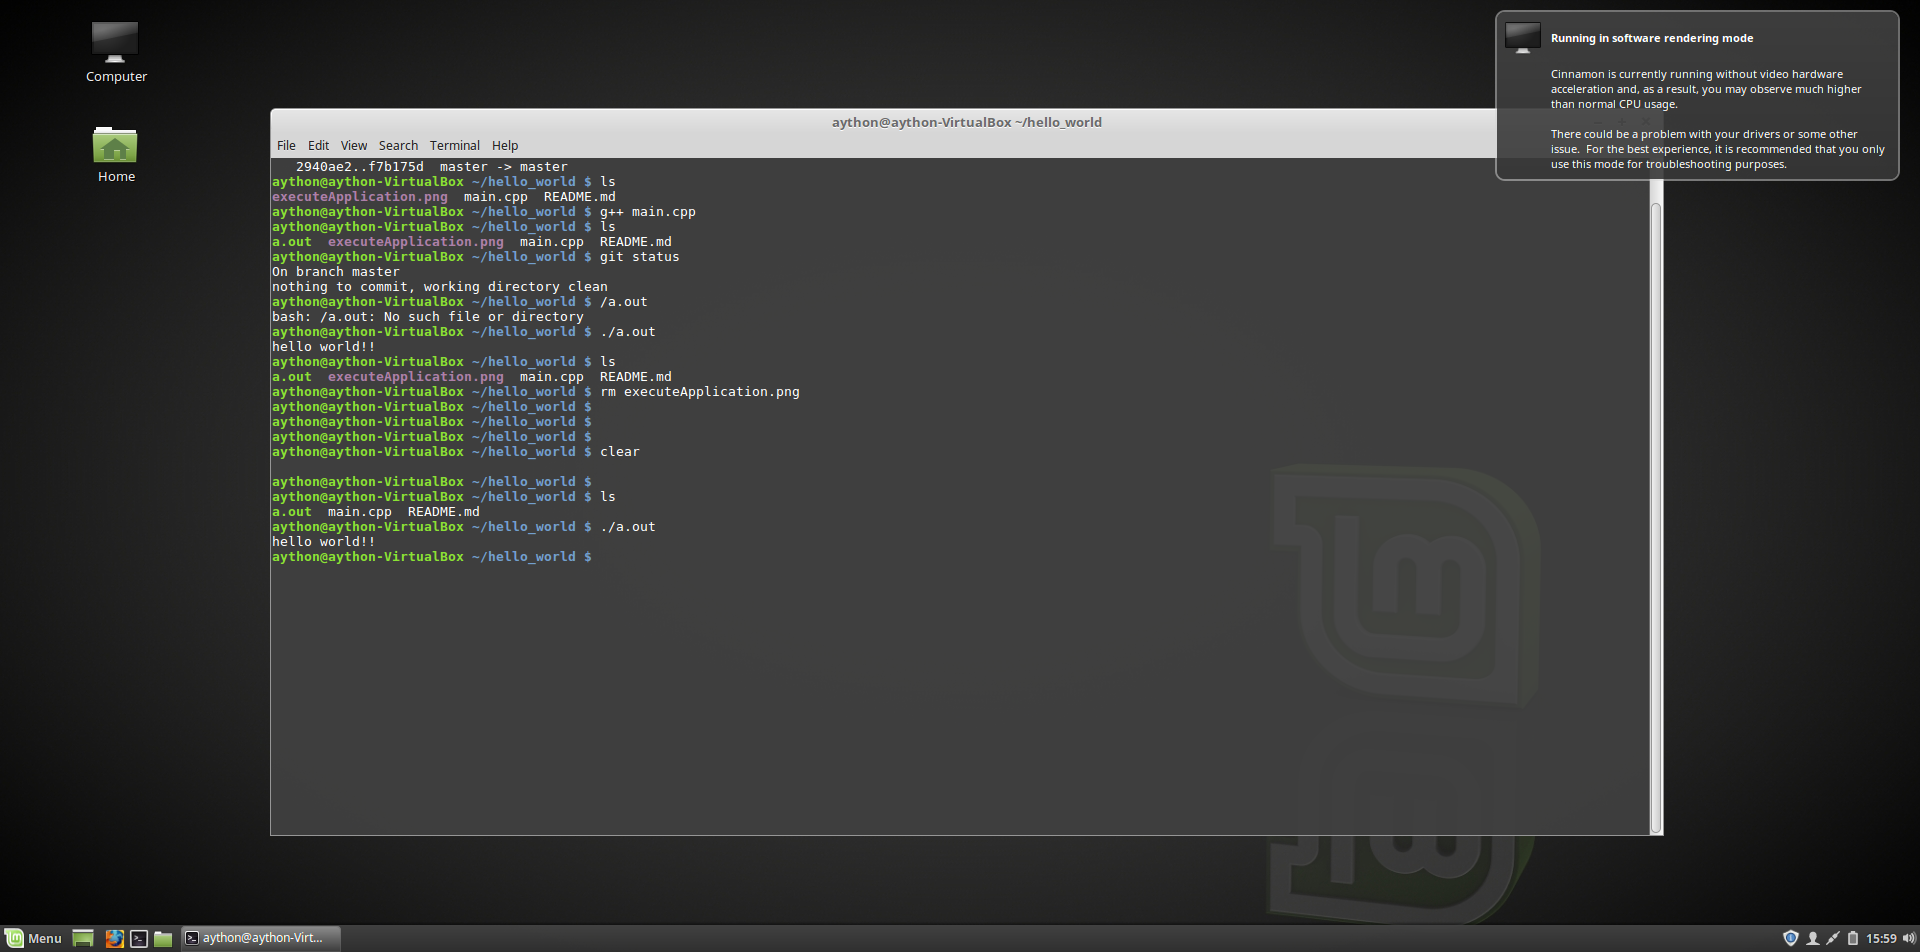 Computer
Home
Running in software rendering mode
Cinnamon is currently running without video hardware
acceleration and, as a result, you may observe much higher
than normal CPU usage.
There could be a problem with your drivers or some other
issue.  For the best experience, it is recommended that you only
use this mode for troubleshooting purposes.
aython@aython-VirtualBox ~/hello_world
File Edit View Search Terminal Help
   2940ae2..f7b175d  master -> master
aython@aython-VirtualBox ~/hello_world $ ls
executeApplication.png  main.cpp  README.md
aython@aython-VirtualBox ~/hello_world $ g++ main.cpp
aython@aython-VirtualBox ~/hello_world $ ls
a.out  executeApplication.png  main.cpp  README.md
aython@aython-VirtualBox ~/hello_world $ git status
On branch master
nothing to commit, working directory clean
aython@aython-VirtualBox ~/hello_world $ /a.out
bash: /a.out: No such file or directory
aython@aython-VirtualBox ~/hello_world $ ./a.out
hello world!!
aython@aython-VirtualBox ~/hello_world $ ls
a.out  executeApplication.png  main.cpp  README.md
aython@aython-VirtualBox ~/hello_world $ rm executeApplication.png
aython@aython-VirtualBox ~/hello_world $
aython@aython-VirtualBox ~/hello_world $
aython@aython-VirtualBox ~/hello_world $
aython@aython-VirtualBox ~/hello_world $ clear
aython@aython-VirtualBox ~/hello_world $
aython@aython-VirtualBox ~/hello_world $ ls
a.out  main.cpp  README.md
aython@aython-VirtualBox ~/hello_world $ ./a.out
hello world!!
aython@aython-VirtualBox ~/hello_world $
Menu aython@aython-Virt... 15:59